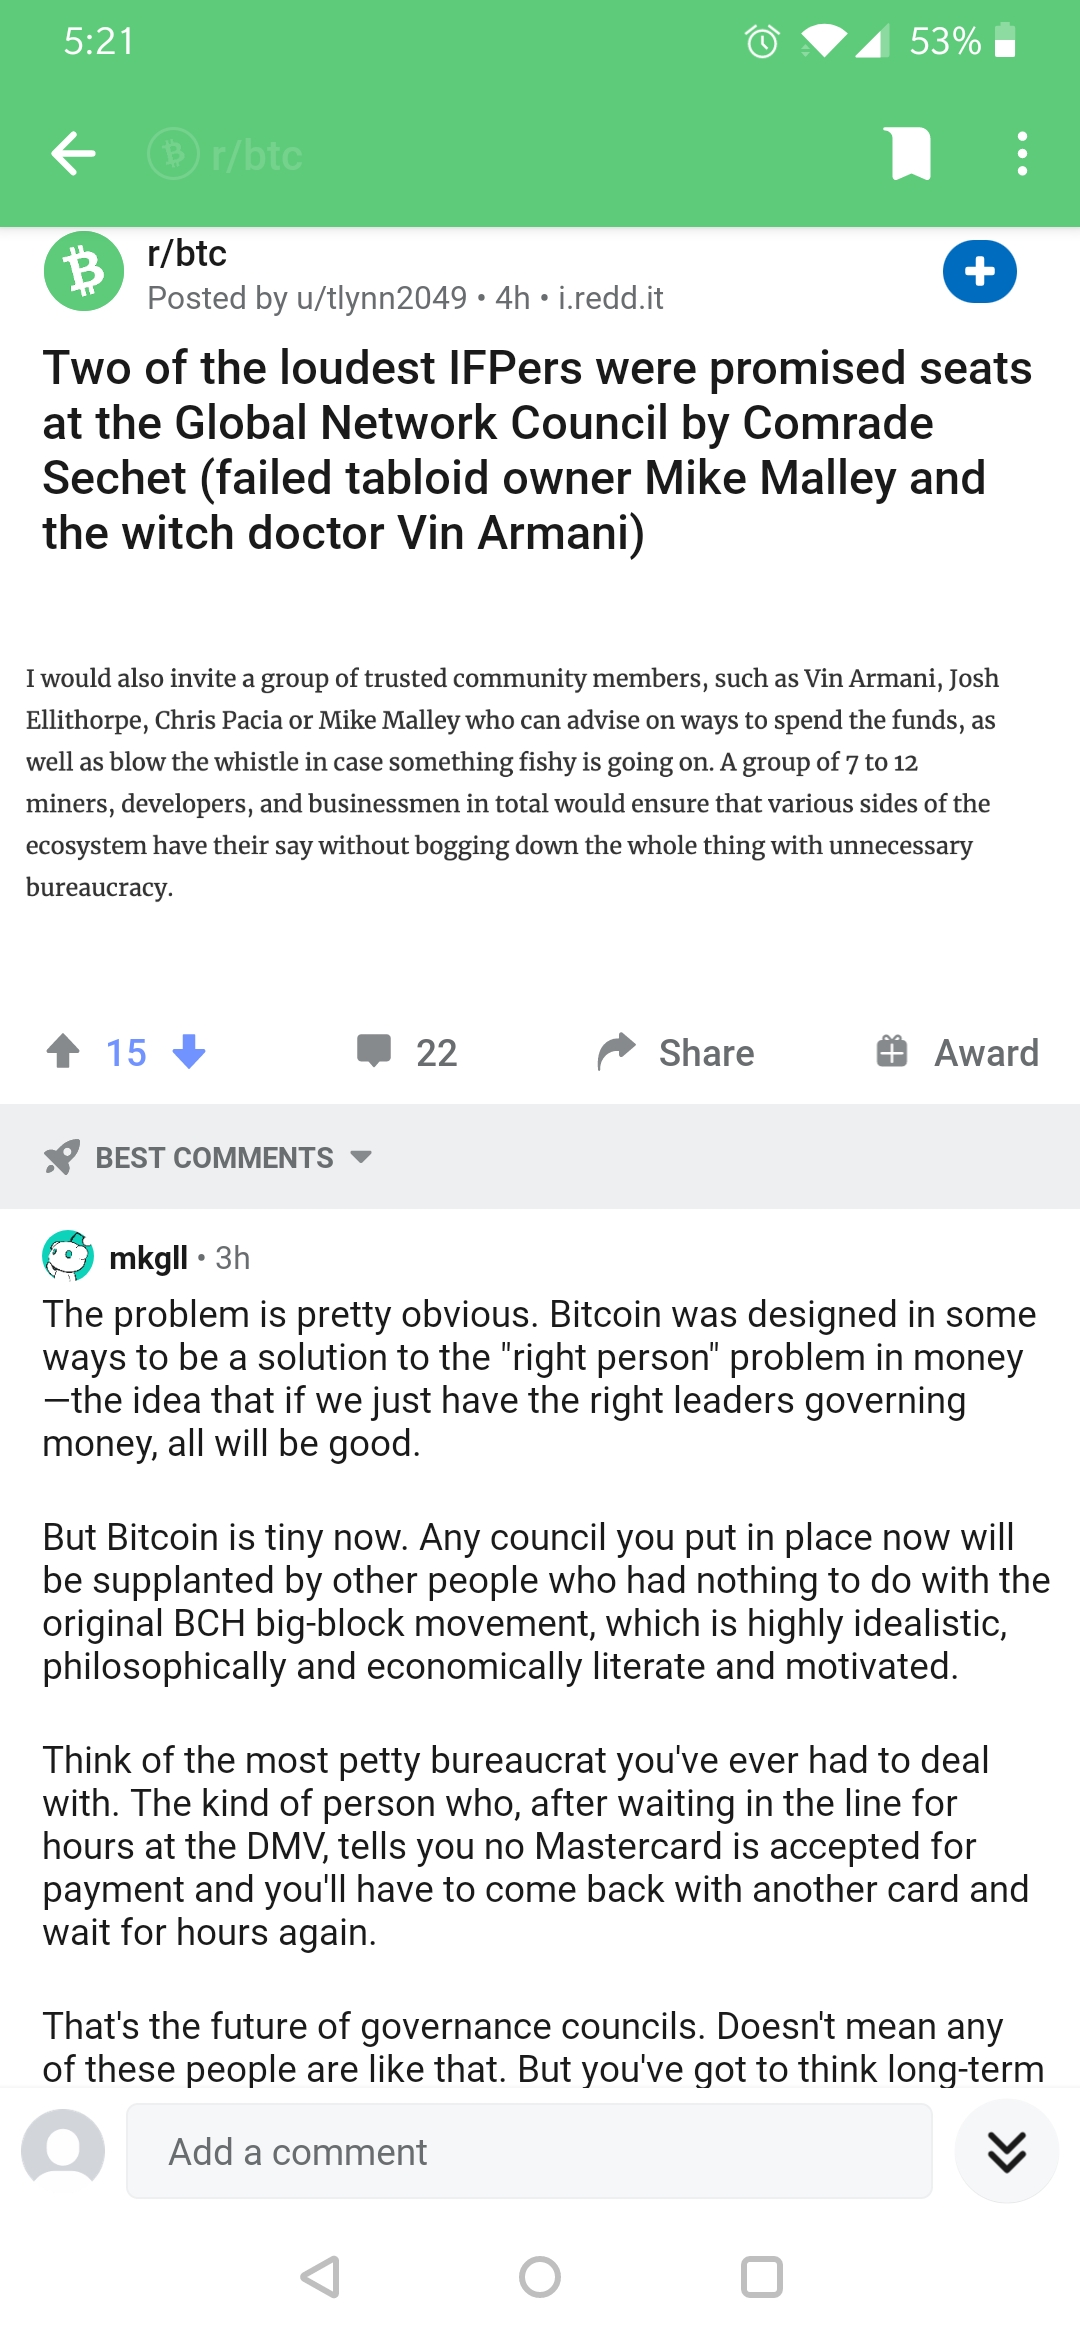 5:21
53%
r/btc
r/btc
Posted by u/tlynn2049 • 4h • i.redd.it
Two of the loudest IFPers were promised seats
at the Global Network Council by Comrade
Sechet (failed tabloid owner Mike Malley and
the witch doctor Vin Armani)
I would also invite a group of trusted community members, such as Vin Armani, Josh
Ellithorpe, Chris Pacia or Mike Malley who can advise on ways to spend the funds, as
well as blow the whistle in case something fishy is going on. A group of 7 to 12
miners, developers, and businessmen in total would ensure that various sides of the
ecosystem have their say without bogging down the whole thing with unnecessary
bureaucracy.
15 22 Share Award
BEST COMMENTS
mkgll • 3h
The problem is pretty obvious. Bitcoin was designed in some
ways to be a solution to the "right person" problem in money
—the idea that if we just have the right leaders governing
money, all will be good.
But Bitcoin is tiny now. Any council you put in place now will
be supplanted by other people who had nothing to do with the
original BCH big-block movement, which is highly idealistic,
philosophically and economically literate and motivated.
Think of the most petty bureaucrat you've ever had to deal
with. The kind of person who, after waiting in the line for
hours at the DMV, tells you no Mastercard is accepted for
payment and you'll have to come back with another card and
wait for hours again.
That's the future of governance councils. Doesn't mean any
of these people are like that. But you've got to think long-term
Add a comment